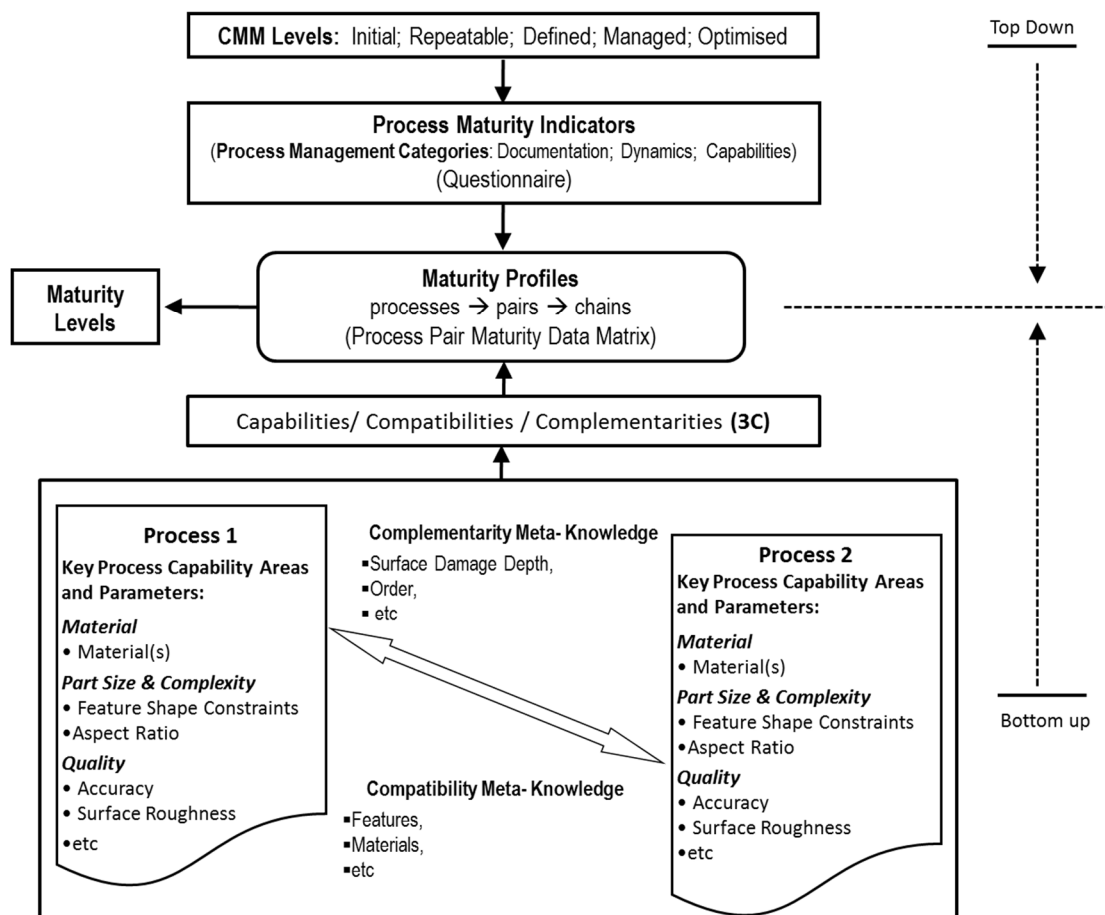 CMM Levels: Initial; Repeatable; Defined; Managed; Optimised
Top Down
Process Maturity Indicators
(Process Management Categories: Documentation; Dynamics; Capabilities)
(Questionnaire)
Maturity Profiles
processes → pairs → chains
(Process Pair Maturity Data Matrix)
Maturity
Levels
Capabilities/ Compatibilities / Complementarities (3C)
Process 1
Key Process Capability Areas
and Parameters:
Material
• Material(s)
Part Size & Complexity
• Feature Shape Constraints
•Aspect Ratio
Quality
• Accuracy
• Surface Roughness
•etc
Complementarity Meta- Knowledge
▪Surface Damage Depth,
▪Order,
▪ etc
Compatibility Meta- Knowledge
▪Features,
▪Materials,
▪etc
Process 2
Key Process Capability Areas
and Parameters:
Material
• Material(s)
Part Size & Complexity
• Feature Shape Constraints
•Aspect Ratio
Quality
• Accuracy
• Surface Roughness
•etc
Bottom up